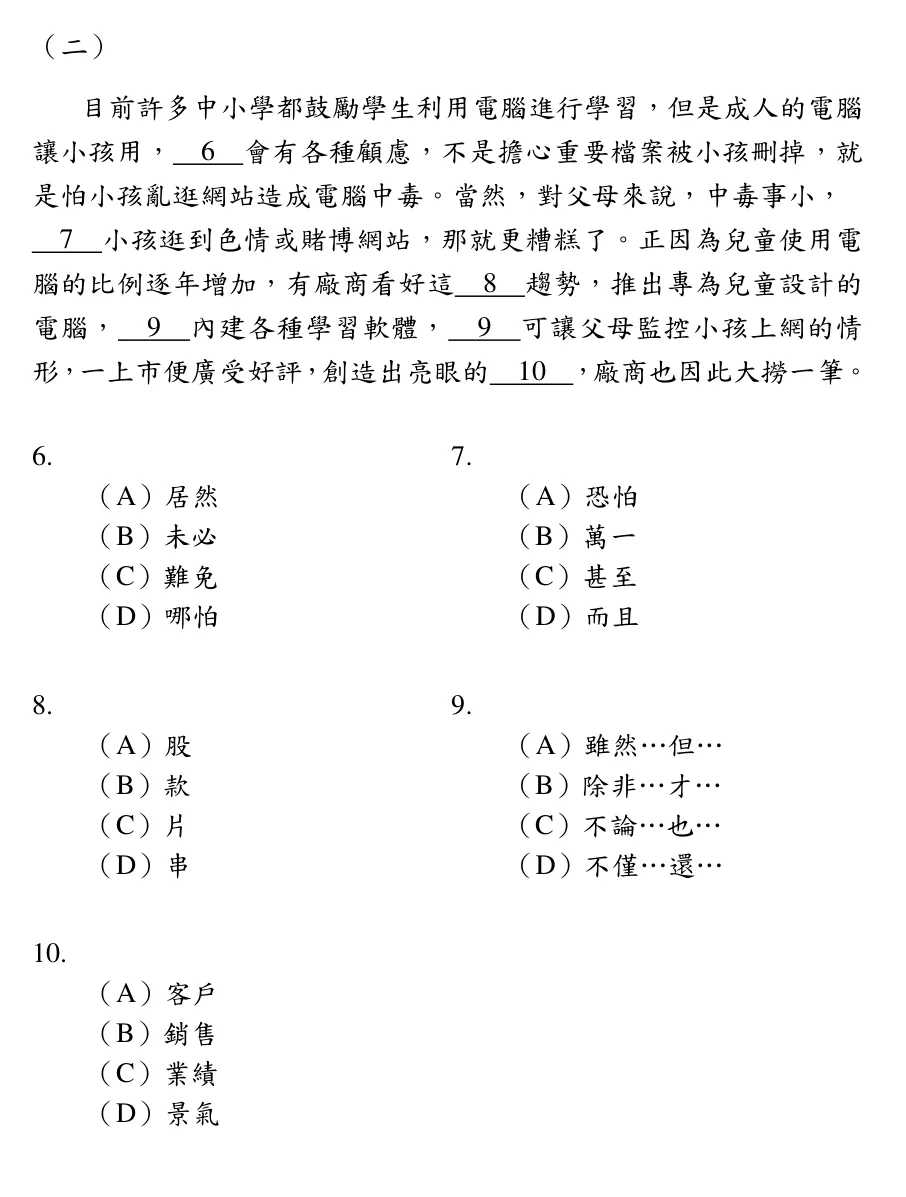 （二）
目前許多中小學都鼓勵學生利用電腦進行學習，但是成人的電腦
讓小孩用，__6__會有各種顧慮，不是擔心重要檔案被小孩刪掉，就
是怕小孩亂逛網站造成電腦中毒。當然，對父母來說，中毒事小，
__7__小孩逛到色情或賭博網站，那就更糟糕了。正因為兒童使用電
腦的比例逐年增加，有廠商看好這__8__趨勢，推出專為兒童設計的
電腦，__9__內建各種學習軟體，__9__可讓父母監控小孩上網的情
形，一上市便廣受好評，創造出亮眼的__10__，廠商也因此大撈一筆。
6.
（A）居然
（B）未必
（C）難免
（D）哪怕
7.
（A）恐怕
（B）萬一
（C）甚至
（D）而且
8.
（A）股
（B）款
（C）片
（D）串
9.
（A）雖然…但…
（B）除非…才…
（C）不論…也…
（D）不僅…還…
10.
（A）客戶
（B）銷售
（C）業績
（D）景氣